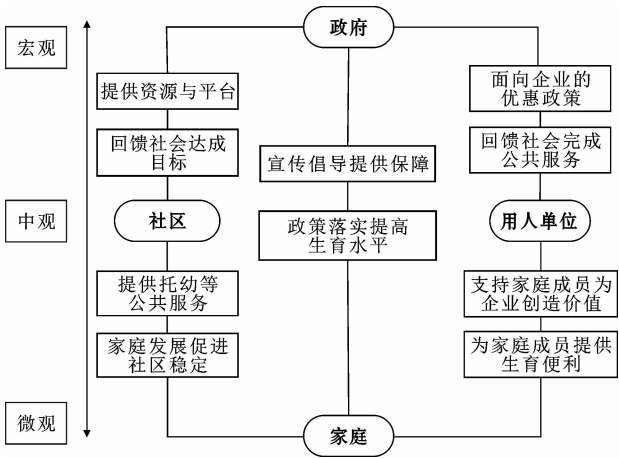 政府
宏观
提供资源与平台
面向企业的
优惠政策
回馈社会达成
目标
宣传倡导提供保障
回馈社会完成
公共服务
中观
社区
政策落实提高
生育水平
用人单位
提供托幼等
公共服务
支持家庭成员为
企业创造价值
家庭发展促进
社区稳定
为家庭成员提供
生育便利
微观
家庭